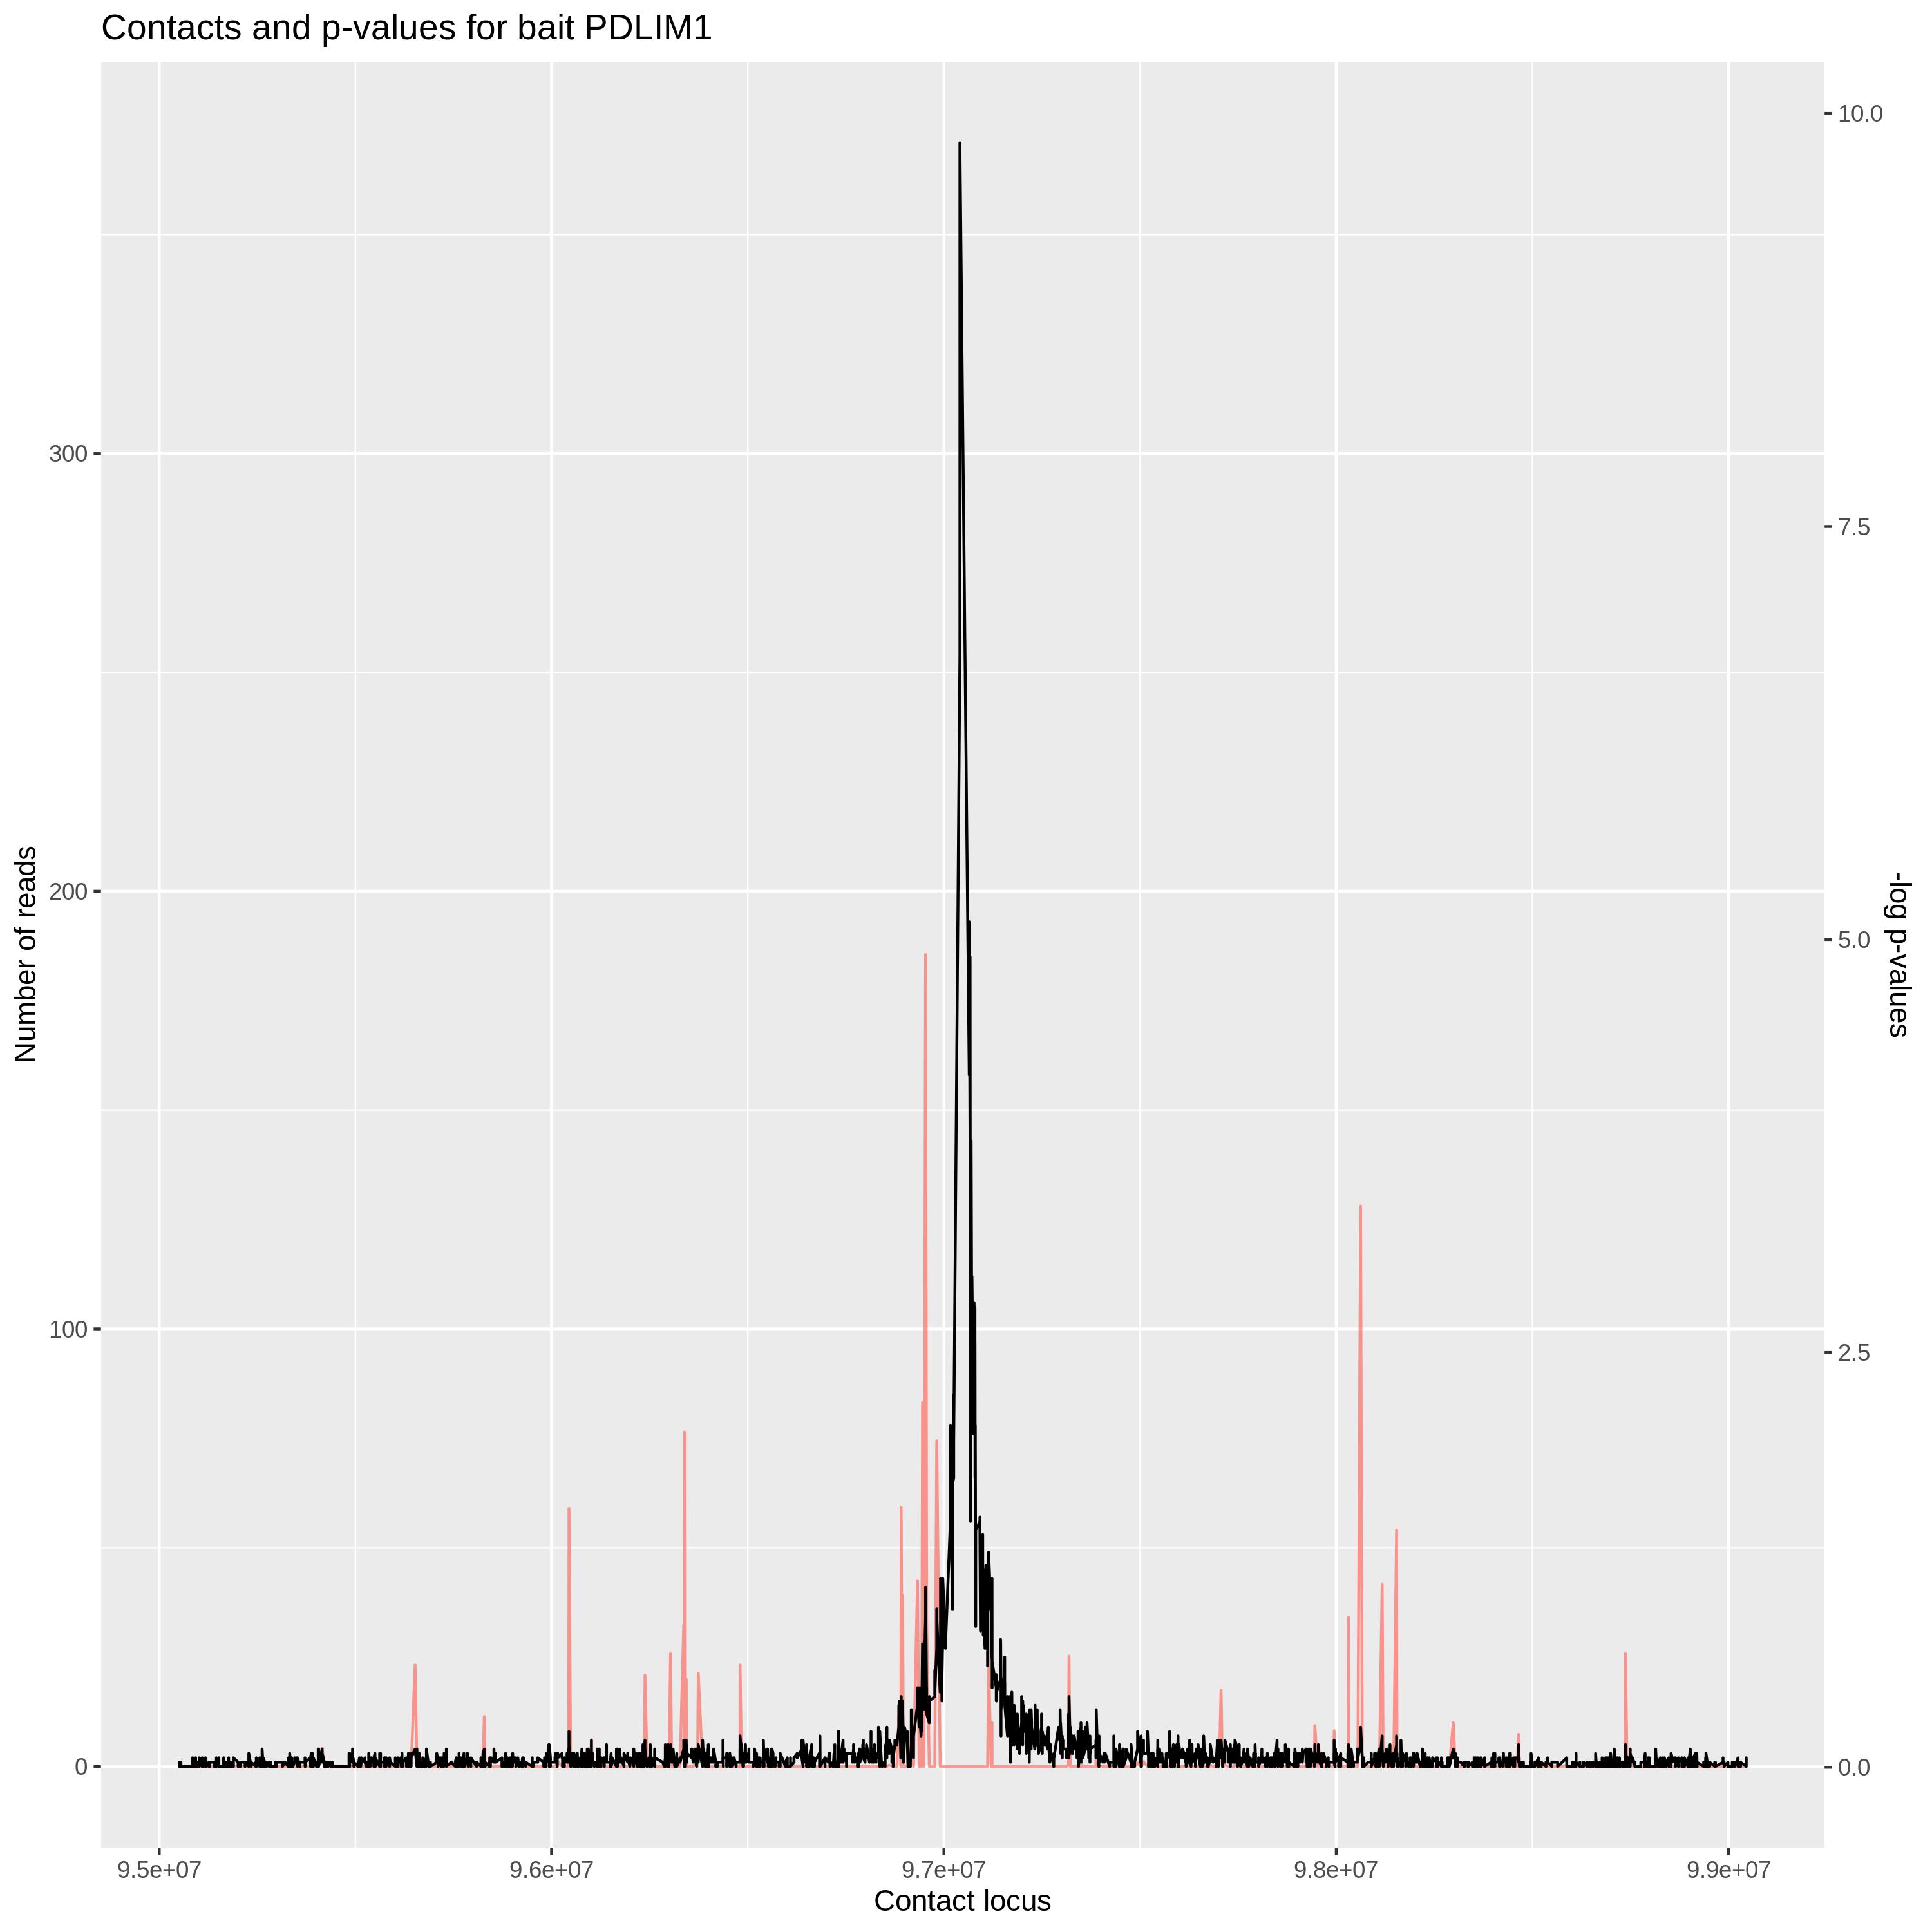 Contacts and p-values for bait PDLIM1
Number of reads
300
200
100
0
10.0
7.5
5.0
2.5
0.0
-log p-values
9.5e+07 9.6e+07 9.7e+07 9.8e+07 9.9e+07
Contact locus